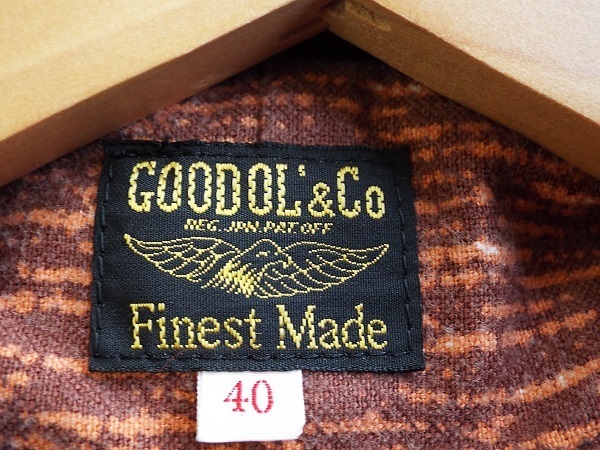 GOODOL' & Co
REG. JPN. PAT OFF
Finest Made
40